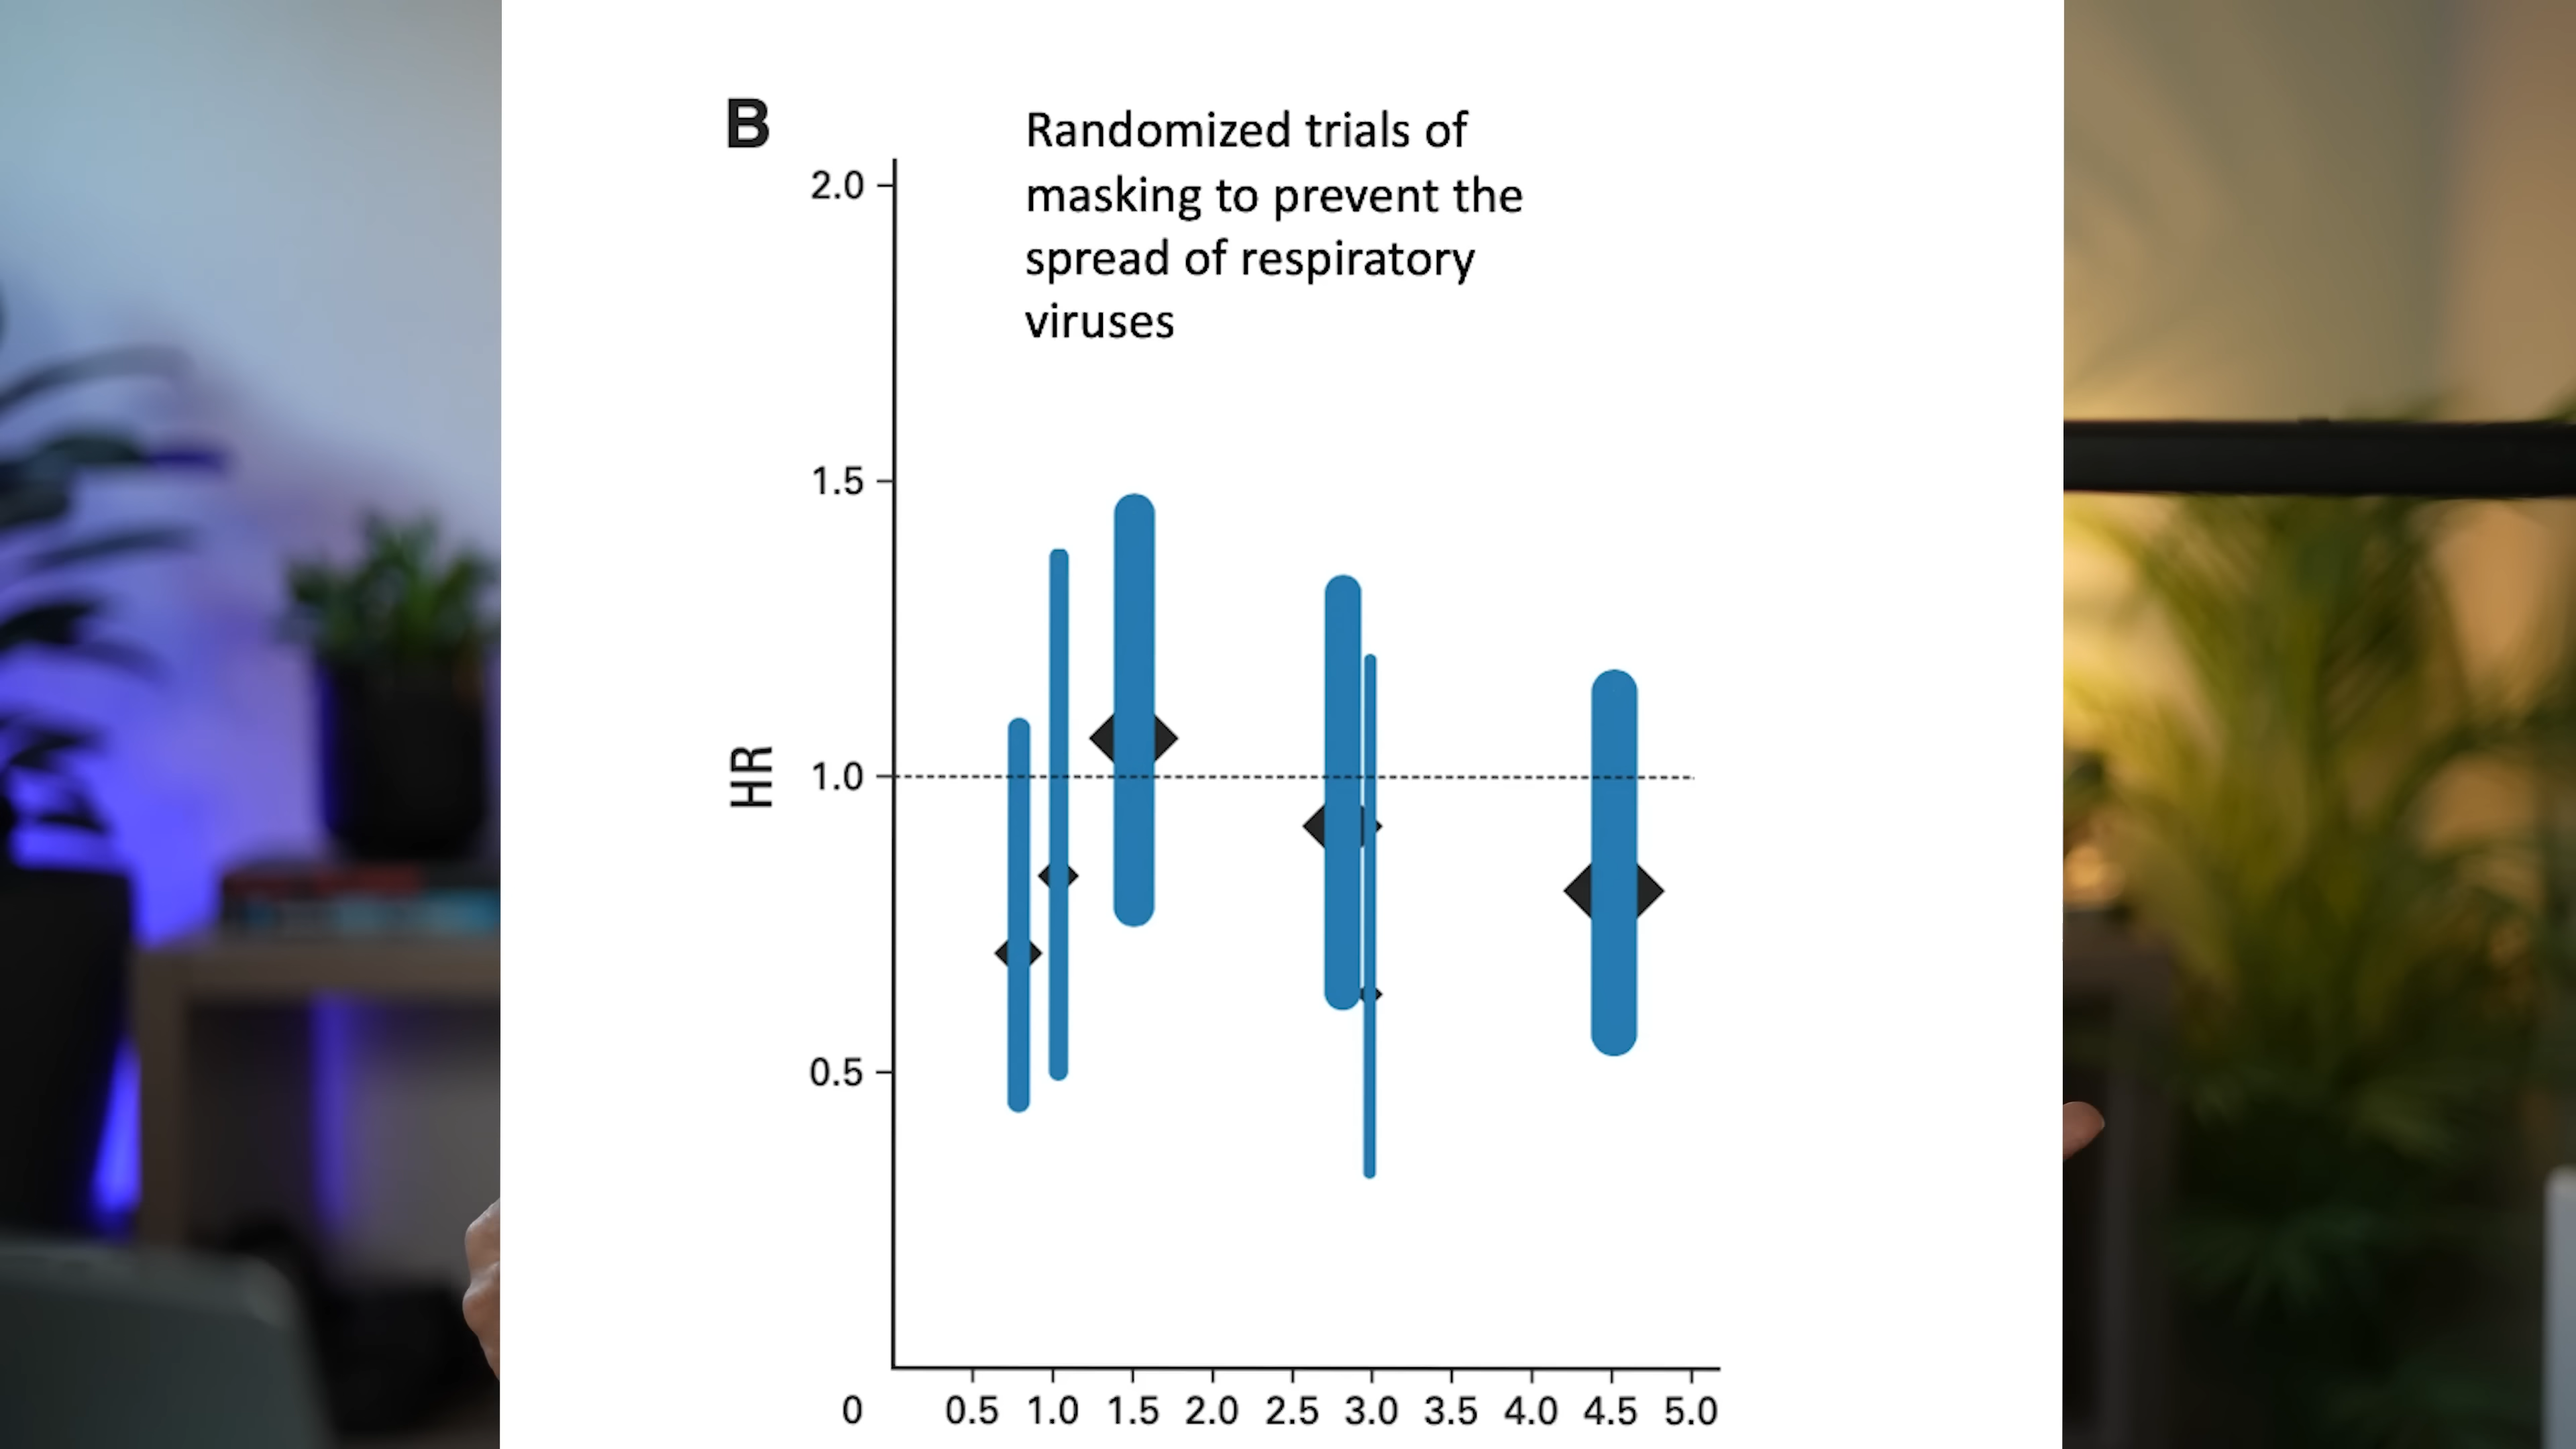 B
Randomized trials of
masking to prevent the
spread of respiratory
viruses
2.0
1.5
HR
1.0
0.5
0 0.5 1.0 1.5 2.0 2.5 3.0 3.5 4.0 4.5 5.0